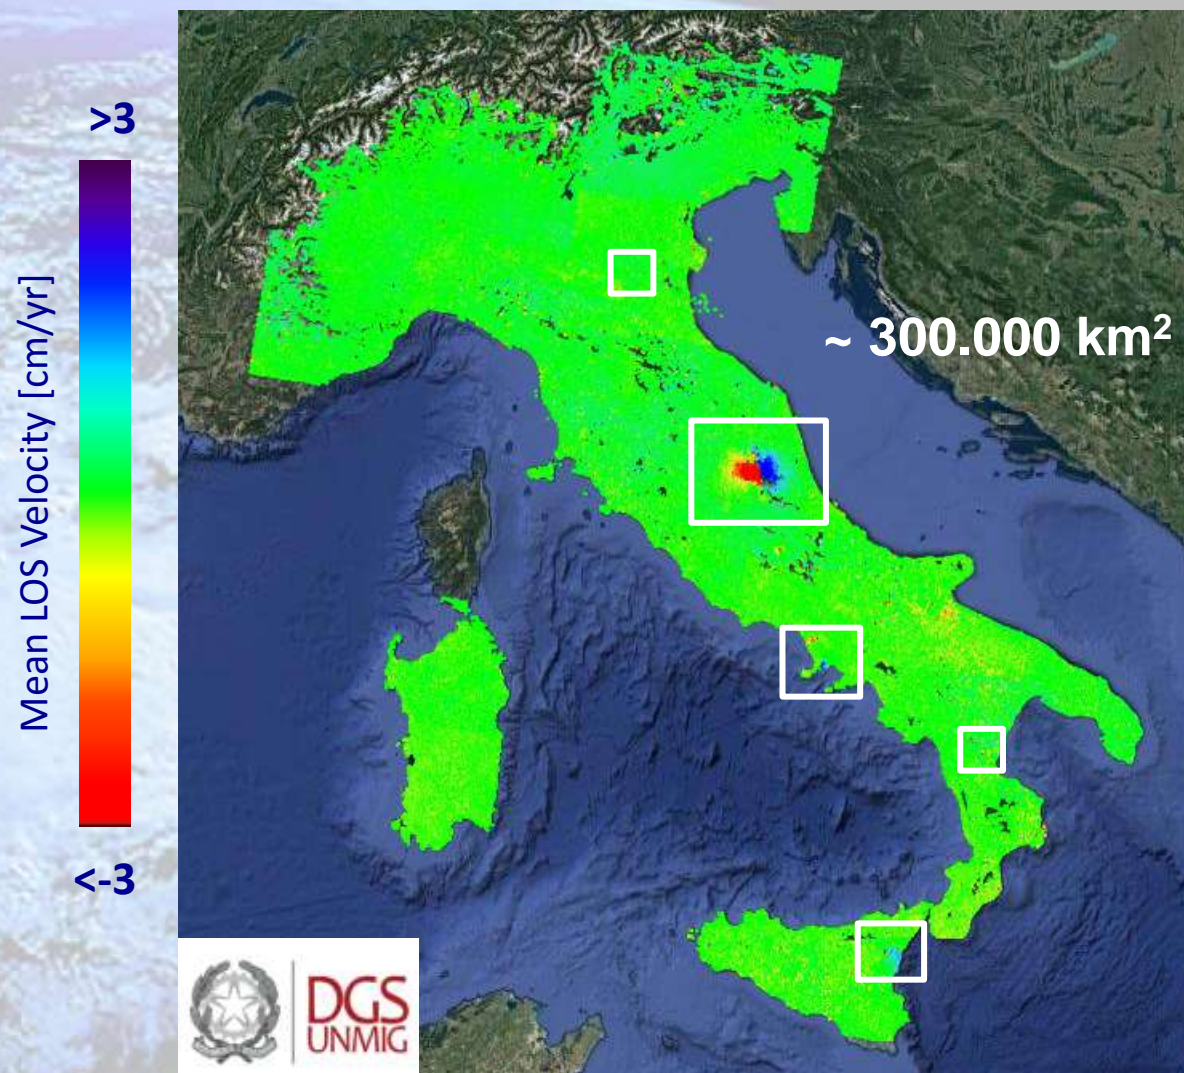 >3
Mean LOS Velocity [cm/yr]
<-3
~ 300.000 km²
DGS
UNMIG